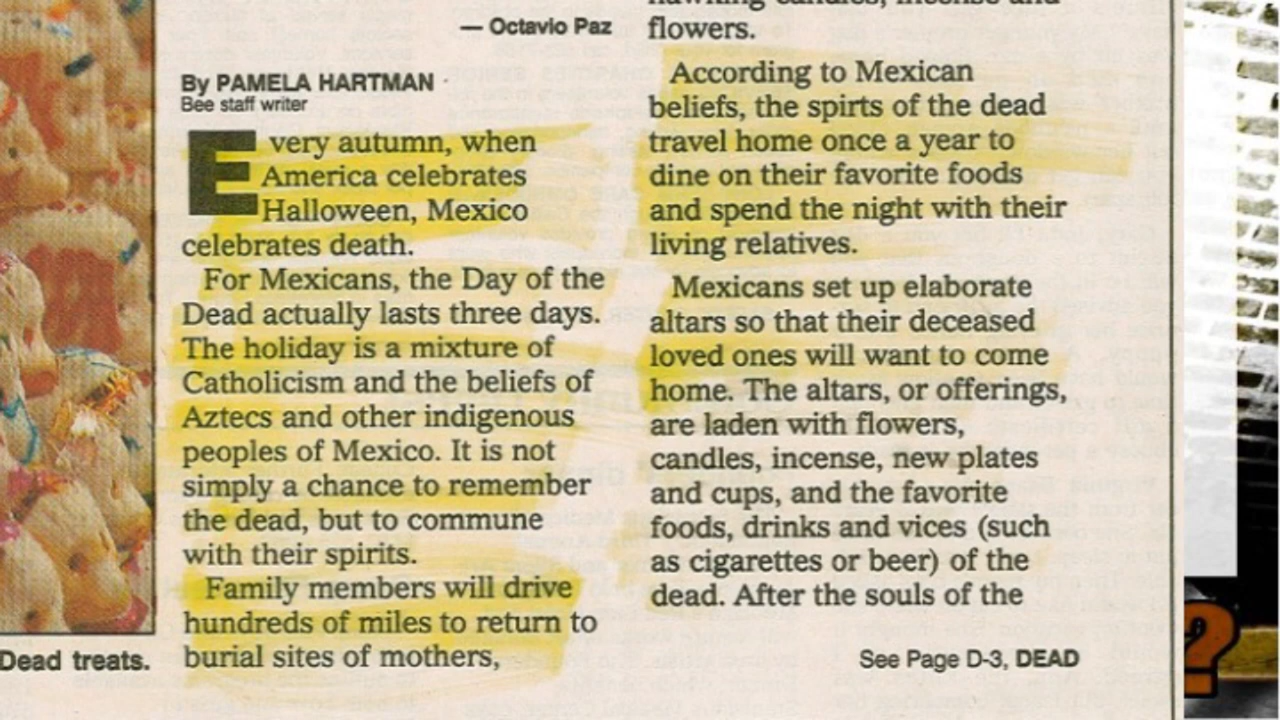 — Octavio Paz
By PAMELA HARTMAN
Bee staff writer
Every autumn, when
America celebrates
Halloween, Mexico
celebrates death.
For Mexicans, the Day of the
Dead actually lasts three days.
The holiday is a mixture of
Catholicism and the beliefs of
Aztecs and other indigenous
peoples of Mexico. It is not
simply a chance to remember
the dead, but to commune
with their spirits.
Family members will drive
hundreds of miles to return to
burial sites of mothers,
hawking candles, incense and
flowers.
According to Mexican
beliefs, the spirts of the dead
travel home once a year to
dine on their favorite foods
and spend the night with their
living relatives.
Mexicans set up elaborate
altars so that their deceased
loved ones will want to come
home. The altars, or offerings,
are laden with flowers,
candles, incense, new plates
and cups, and the favorite
foods, drinks and vices (such
as cigarettes or beer) of the
dead. After the souls of the
See Page D-3, DEAD
Dead treats.
?